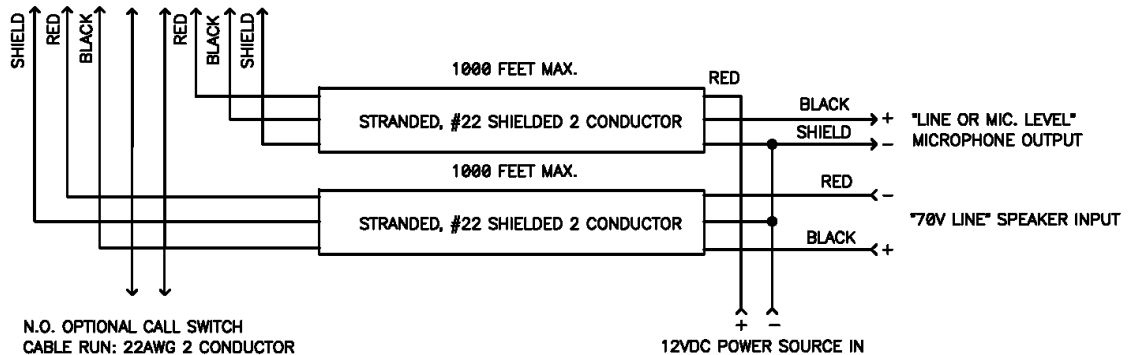 SHIELD
RED
BLACK
RED
BLACK
SHIELD
1000 FEET MAX.
STRANDED, #22 SHIELDED 2 CONDUCTOR
RED
BLACK
+
SHIELD
-
"LINE OR MIC. LEVEL"
MICROPHONE OUTPUT
1000 FEET MAX.
STRANDED, #22 SHIELDED 2 CONDUCTOR
RED
-
"70V LINE" SPEAKER INPUT
BLACK
+
N.O. OPTIONAL CALL SWITCH
CABLE RUN: 22AWG 2 CONDUCTOR
+ -
12VDC POWER SOURCE IN